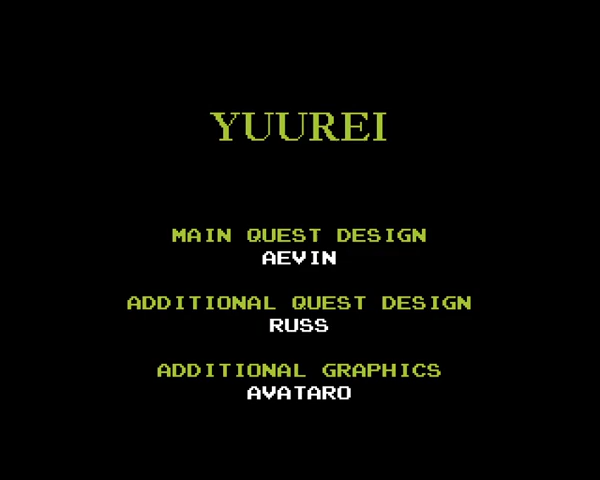 YUUREI
MAIN QUEST DESIGN
AEVIN
ADDITIONAL QUEST DESIGN
RUSS
ADDITIONAL GRAPHICS
AVATARO